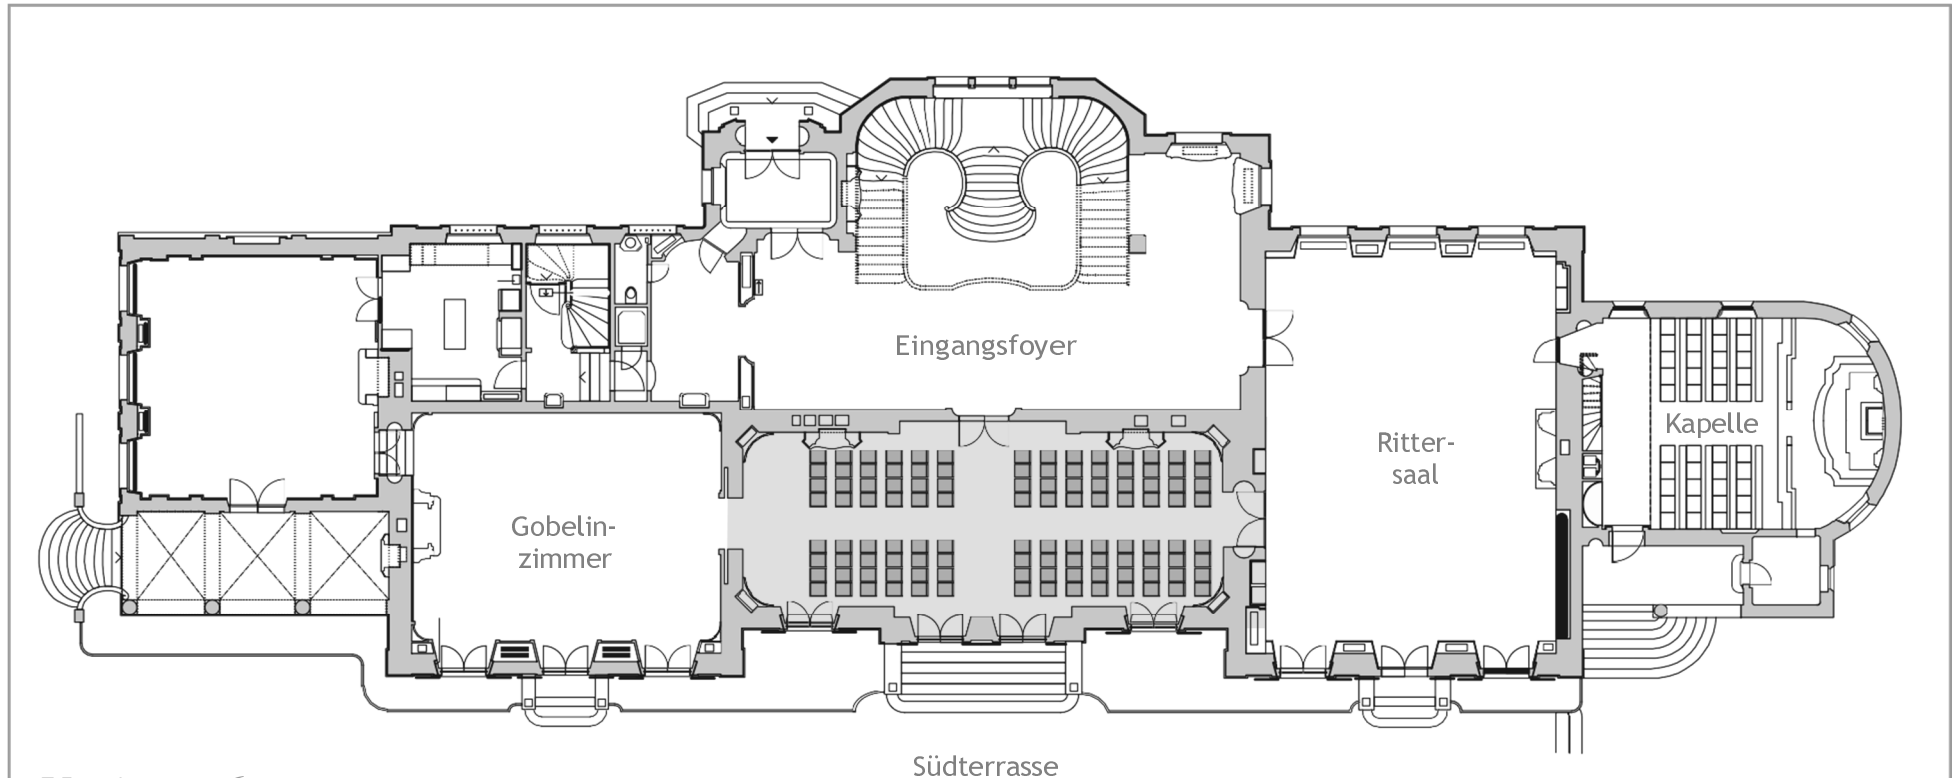 Eingangsfoyer
Kapelle
Ritter-
saal
Gobelin-
zimmer
Südterrasse